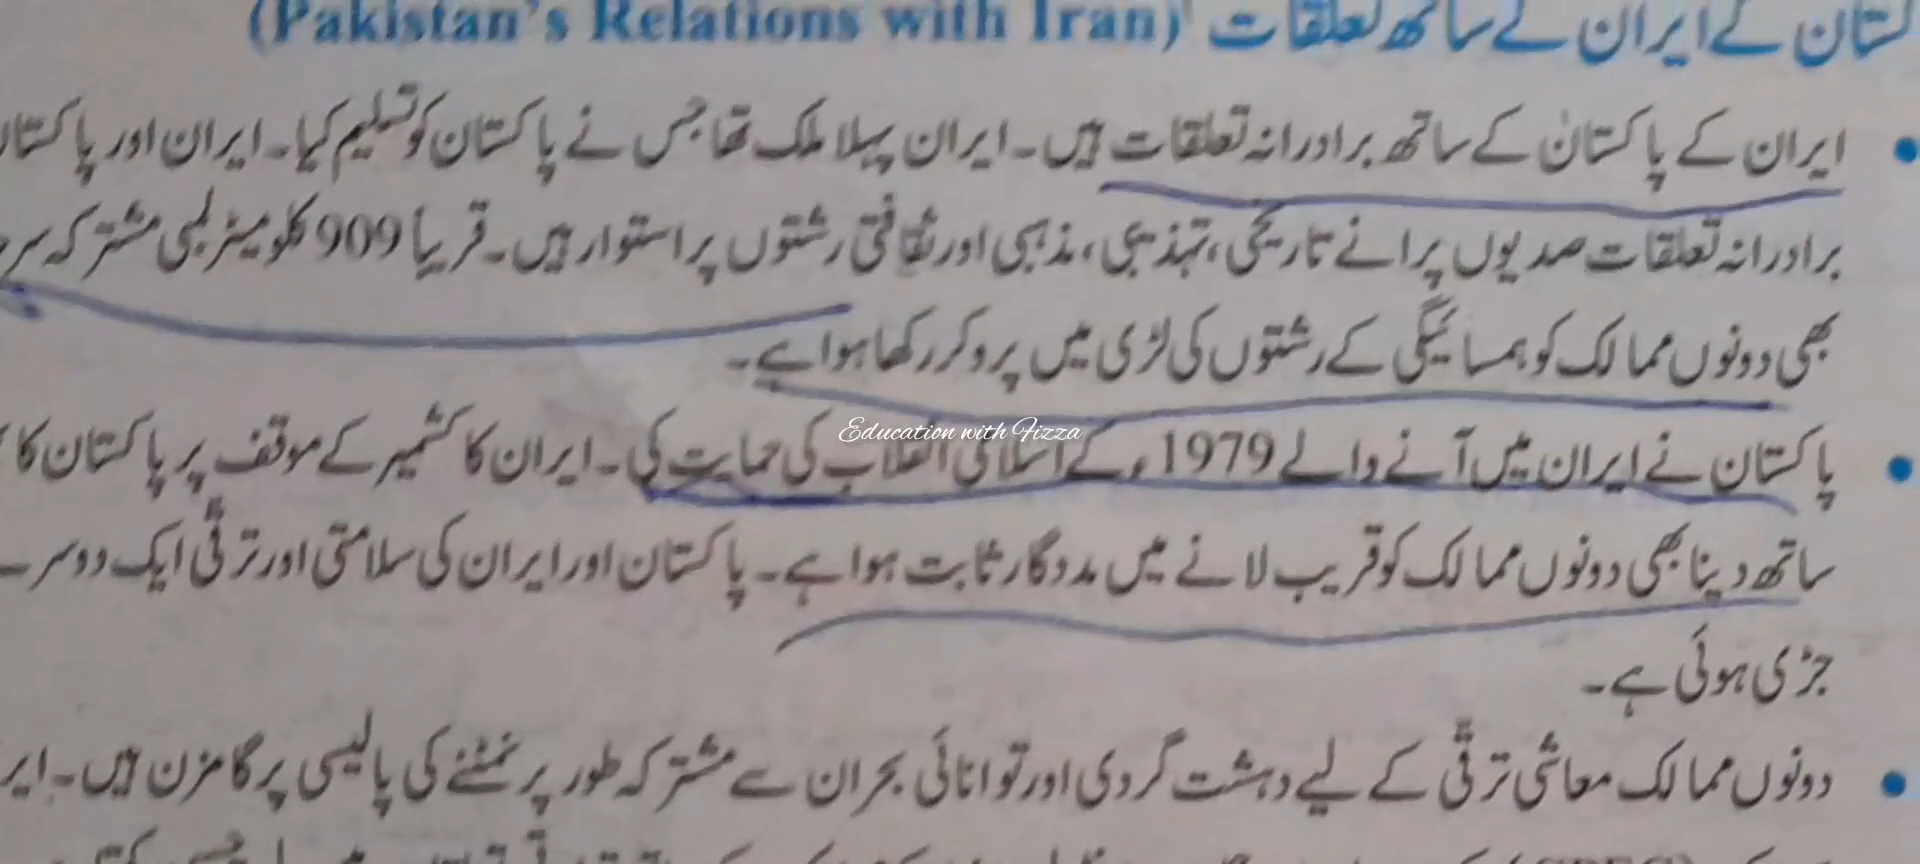 کستان کے ایران کے ساتھ تعلقات (Pakistan's Relations with Iran)
• ایران کے پاکستان کے ساتھ برادرانہ تعلقات ہیں۔ ایران پہلا ملک تھا جس نے پاکستان کو تسلیم کیا۔ ایران اور پاکستان
برادرانہ تعلقات صدیوں پرانے تاریخی، تہذیبی، مذہبی اور ثقافتی رشتوں پر استوار ہیں۔ قریباً 909 کلومیٹر لمبی مشترکہ سر
بھی دونوں ممالک کو ہمسائیگی کے رشتوں کی لڑی میں پرو کر رکھا ہوا ہے۔
• پاکستان نے ایران میں آنے والے 1979ء کے اسلامی انقلاب کی حمایت کی۔ ایران کا کشمیر کے موقف پر پاکستان کا
Education with Fizza
ساتھ دینا بھی دونوں ممالک کو قریب لانے میں مددگار ثابت ہوا ہے۔ پاکستان اور ایران کی سلامتی اور ترقّی ایک دوسرے
جڑی ہوئی ہے۔
• دونوں ممالک معاشی ترقّی کے لیے دہشت گردی اور توانائی بحران سے مشترکہ طور پر نمٹنے کی پالیسی پر گامزن ہیں۔ ایر